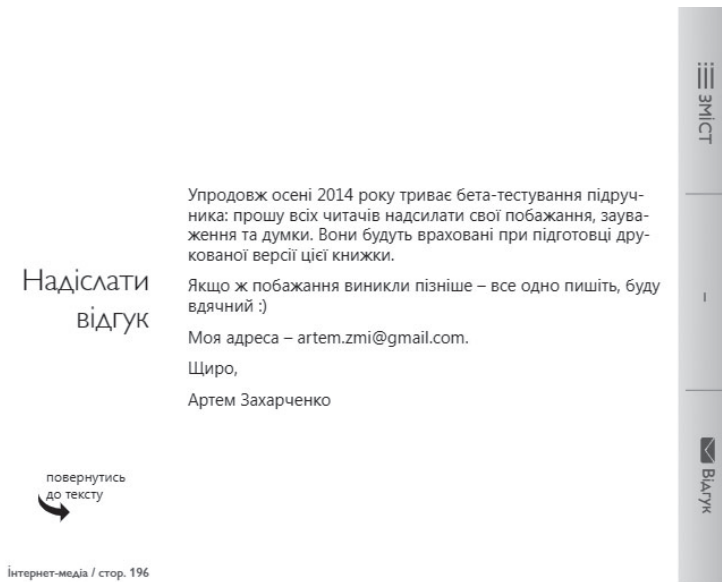 Надіслати
відгук
Упродовж осені 2014 року триває бета-тестування підруч-
ника: прошу всіх читачів надсилати свої побажання, заува-
ження та думки. Вони будуть враховані при підготовці дру-
кованої версії цієї книжки.
Якщо ж побажання виникли пізніше – все одно пишіть, буду
вдячний :)
Моя адреса – artem.zmi@gmail.com.
Щиро,
Артем Захарченко
повернутись
до тексту
Інтернет-медіа / стор. 196
зміст
I
Відгук